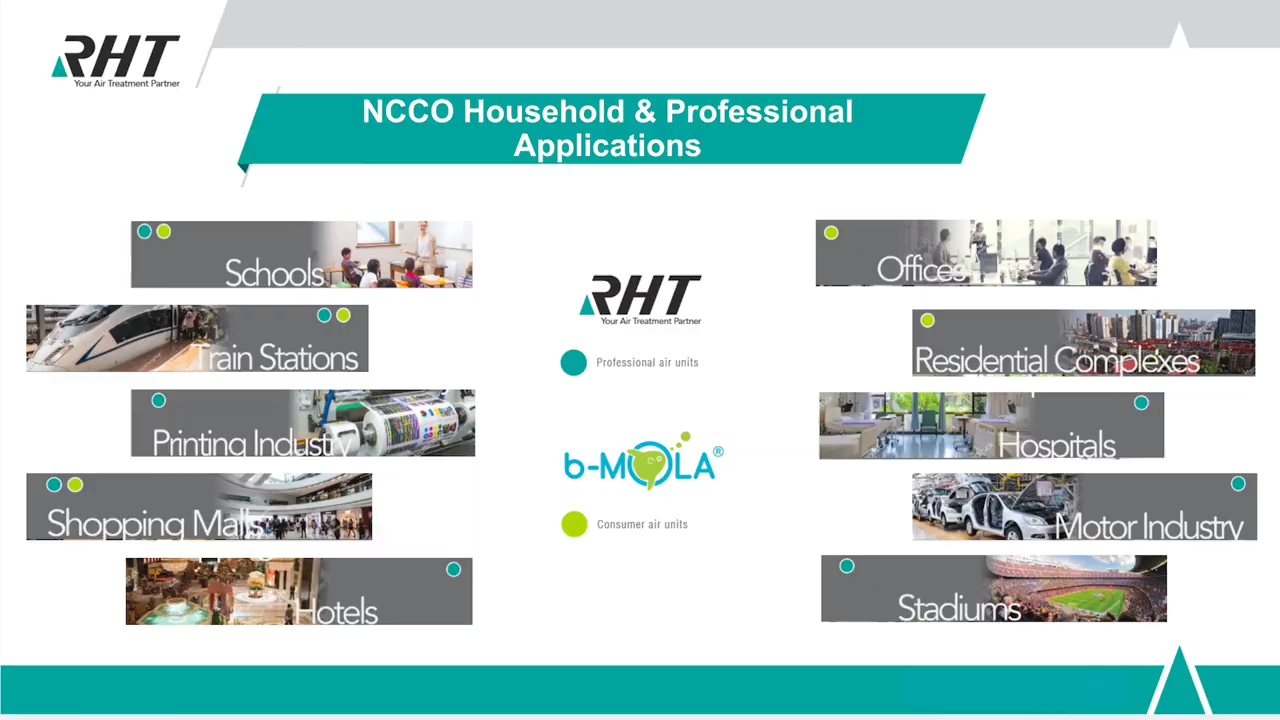 RHT
Your Air Treatment Partner
NCCO Household & Professional
Applications
Schools
Train Stations
Printing Industry
Shopping Malls
Hotels
RHT
Your Air Treatment Partner
Professional air units
b-MOLA®
Consumer air units
Offices
Residential Complexes
Hospitals
Motor Industry
Stadiums